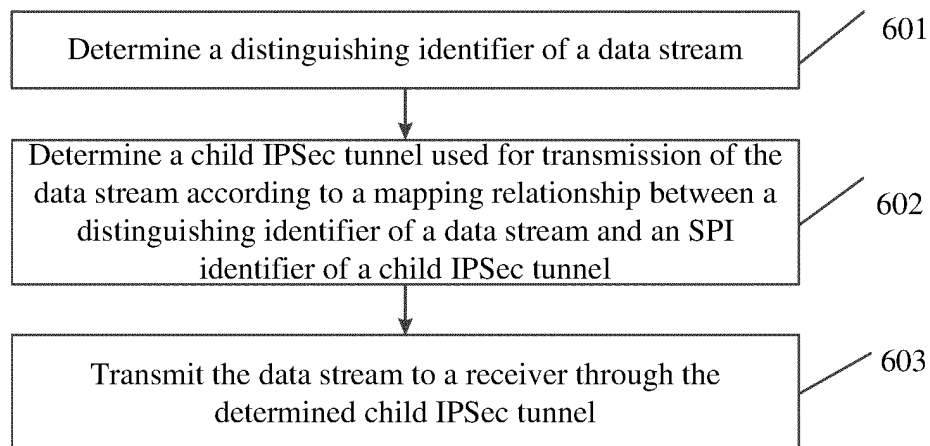 Determine a distinguishing identifier of a data stream
601
Determine a child IPSec tunnel used for transmission of the
data stream according to a mapping relationship between a
distinguishing identifier of a data stream and an SPI
identifier of a child IPSec tunnel
602
Transmit the data stream to a receiver through the
determined child IPSec tunnel
603